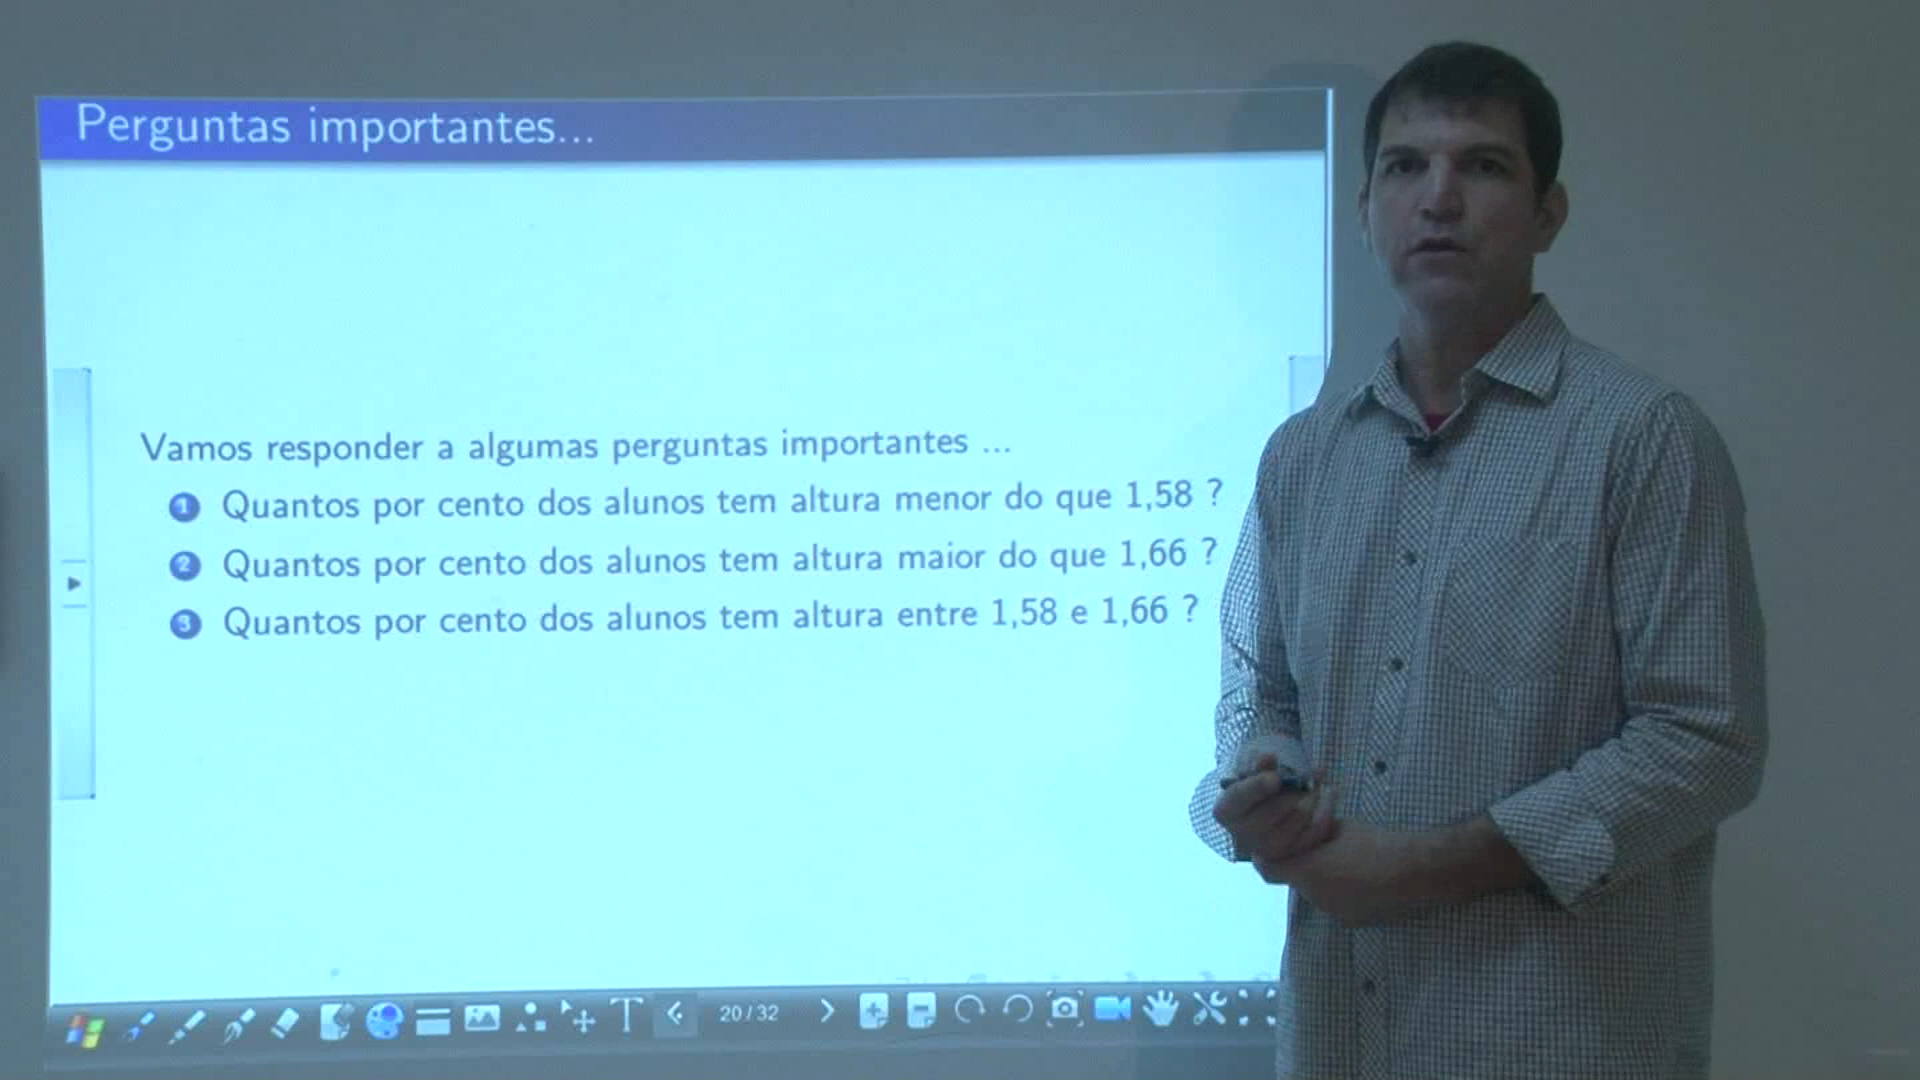 Perguntas importantes...
Vamos responder a algumas perguntas importantes ...
1 Quantos por cento dos alunos tem altura menor do que 1,58 ?
2 Quantos por cento dos alunos tem altura maior do que 1,66 ?
3 Quantos por cento dos alunos tem altura entre 1,58 e 1,66 ?
T 20/32